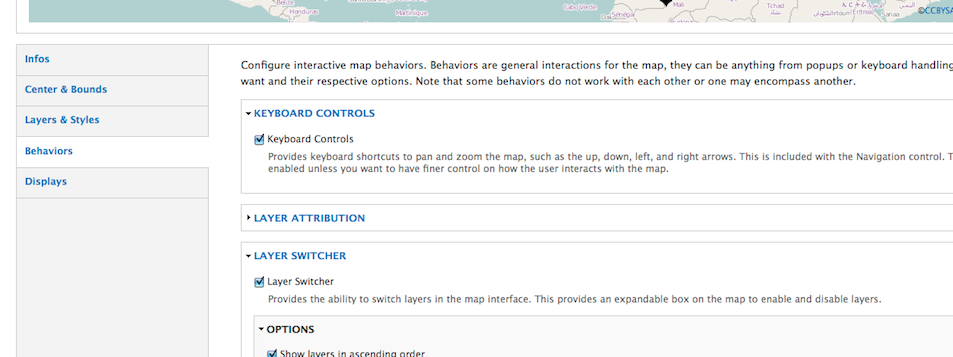 Belize
Honduras
Martinique
Cabo Verde
Dakar
Senegal
Mali
Tchad
©CCBYSA
Infos
Center & Bounds
Layers & Styles
Behaviors
Displays
Configure interactive map behaviors. Behaviors are general interactions for the map, they can be anything from popups or keyboard handling
want and their respective options. Note that some behaviors do not work with each other or one may encompass another.
KEYBOARD CONTROLS
Keyboard Controls
Provides keyboard shortcuts to pan and zoom the map, such as the up, down, left, and right arrows. This is included with the Navigation control. T
enabled unless you want to have finer control on how the user interacts with the map.
LAYER ATTRIBUTION
LAYER SWITCHER
Layer Switcher
Provides the ability to switch layers in the map interface. This provides an expandable box on the map to enable and disable layers.
OPTIONS
Show layers in ascending order